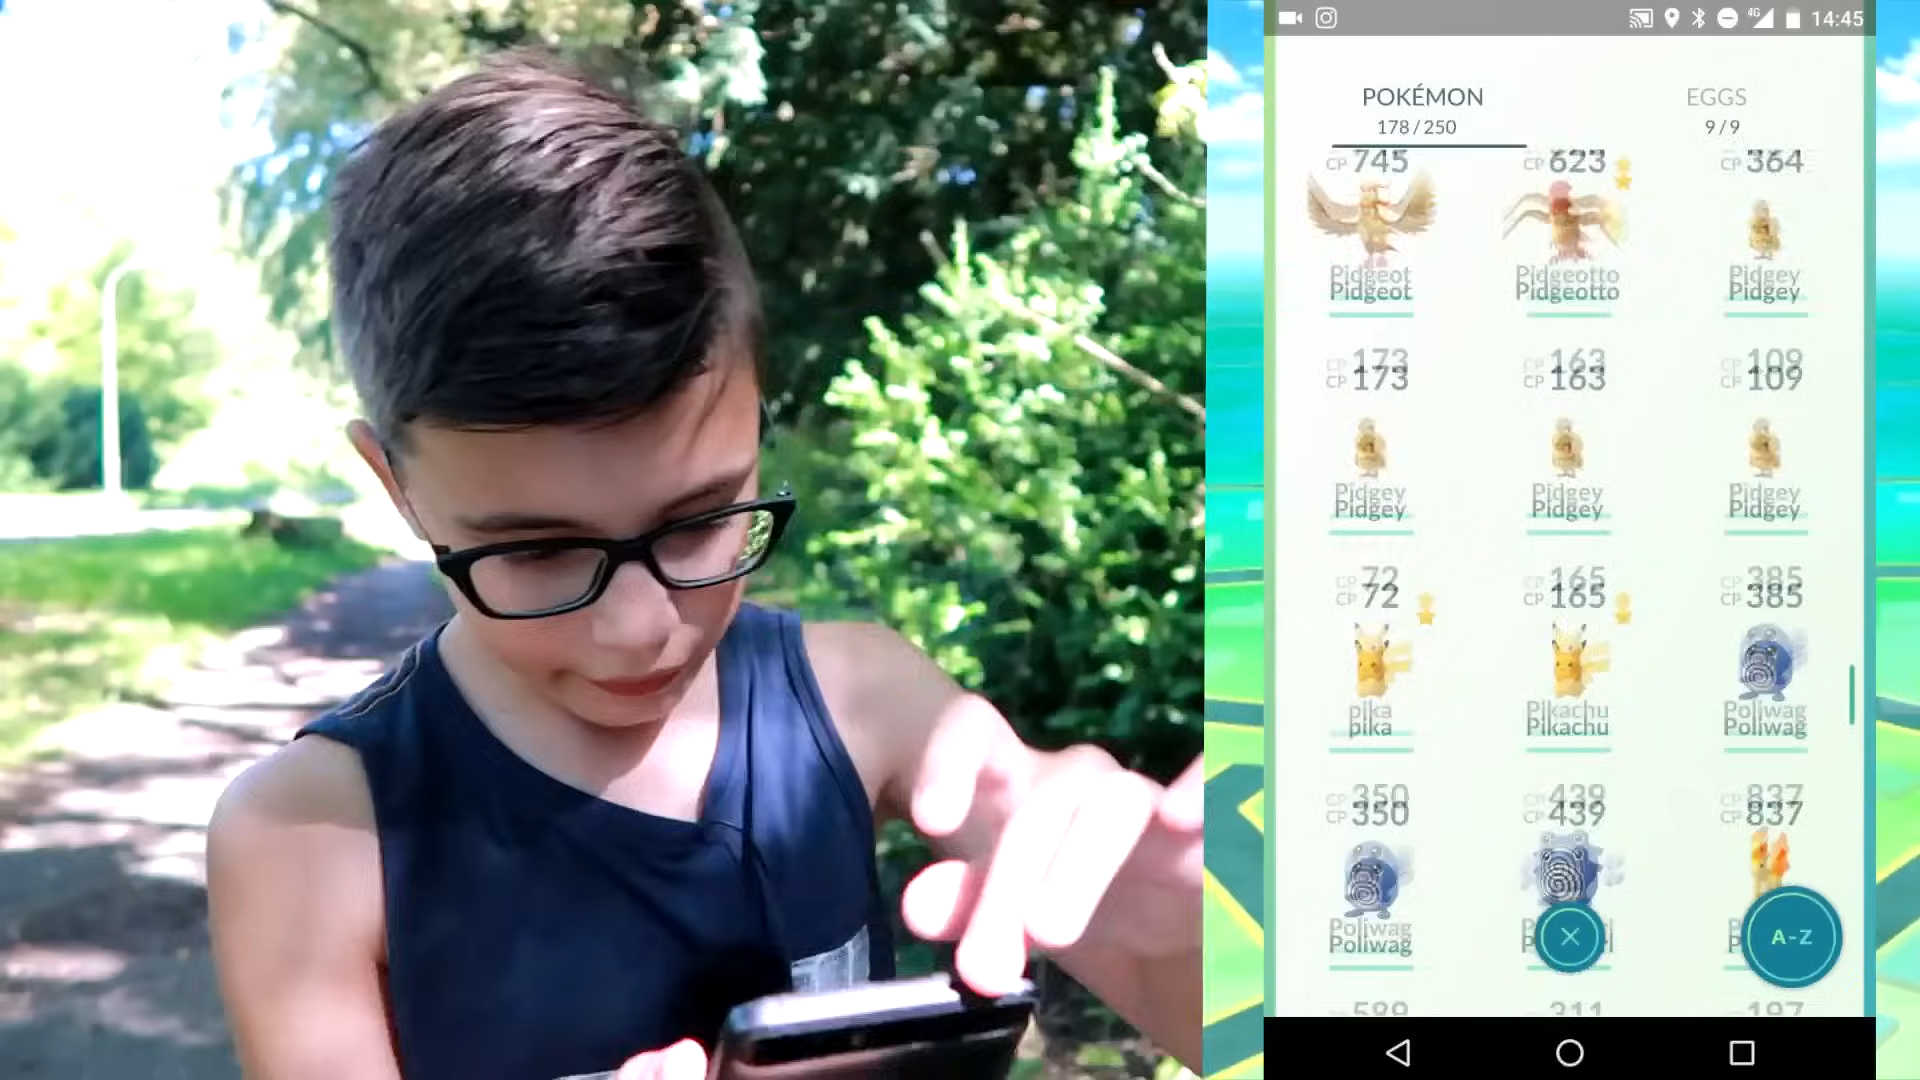 4G 14:45
POKÉMON EGGS
178 / 250 9 / 9
CP 745 CP 623 CP 364
Pidgeot Pidgeotto Pidgey
CP 173 CP 163 CP 109
Pidgey Pidgey Pidgey
CP 72 CP 165 CP 385
pika Pikachu Poliwag
CP 350 CP 439 CP 837
Poliwag
A-Z